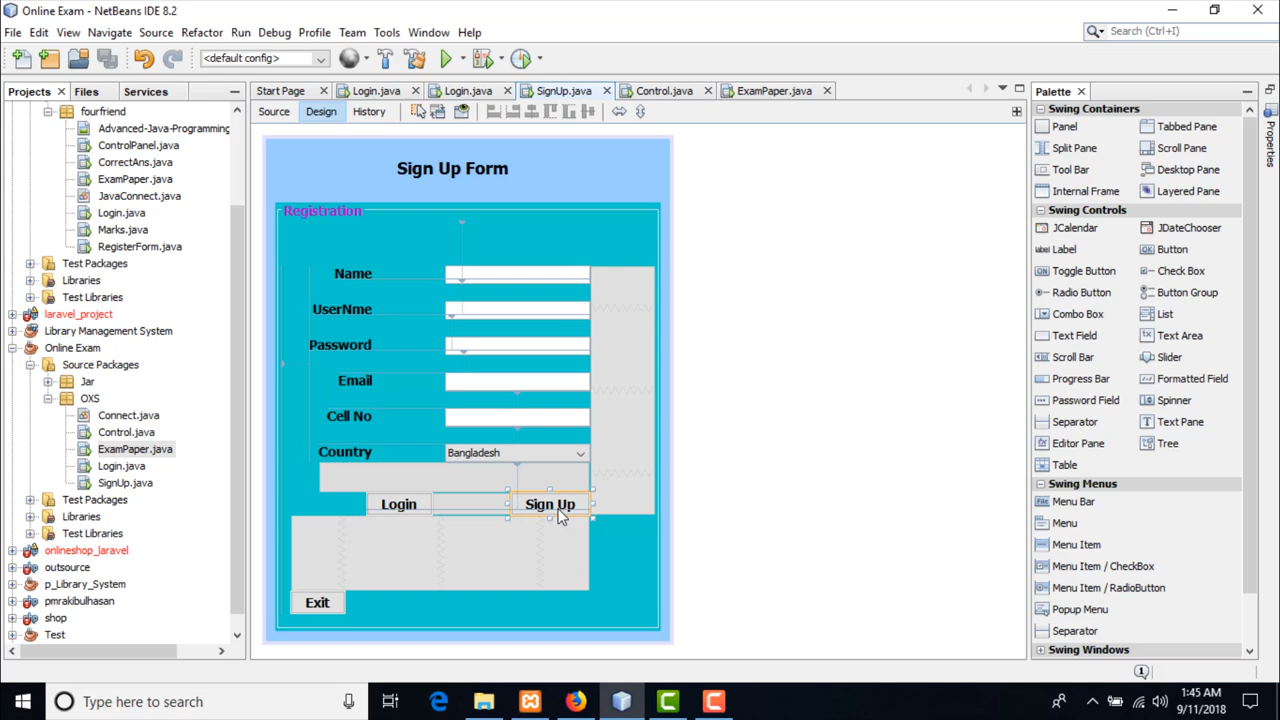 Online Exam - NetBeans IDE 8.2
File Edit View Navigate Source Refactor Run Debug Profile Team Tools Window Help
Search (Ctrl+I)
<default config>
Projects Files Services
Start Page Login.java Login.java SignUp.java Control.java ExamPaper.java
Source Design History
fourfriend
Advanced-Java-Programming
ControlPanel.java
CorrectAns.java
ExamPaper.java
JavaConnect.java
Login.java
Marks.java
RegisterForm.java
Test Packages
Libraries
Test Libraries
laravel_project
Library Management System
Online Exam
Source Packages
Jar
OXS
Connect.java
Control.java
ExamPaper.java
Login.java
SignUp.java
Test Packages
Libraries
Test Libraries
onlineshop_laravel
outsource
p_Library_System
pmrakibulhasan
shop
Test
Sign Up Form
Registration
Name
UserNme
Password
Email
Cell No
Country Bangladesh
Login Sign Up
Exit
Palette
Swing Containers
Panel Tabbed Pane
Split Pane Scroll Pane
Tool Bar Desktop Pane
Internal Frame Layered Pane
Swing Controls
JCalendar JDateChooser
Label Button
Toggle Button Check Box
Radio Button Button Group
Combo Box List
Text Field Text Area
Scroll Bar Slider
Progress Bar Formatted Field
Password Field Spinner
Separator Text Pane
Editor Pane Tree
Table
Swing Menus
Menu Bar
Menu
Menu Item
Menu Item / CheckBox
Menu Item / RadioButton
Popup Menu
Separator
Swing Windows
Properties
1
Type here to search
1:45 AM
9/11/2018